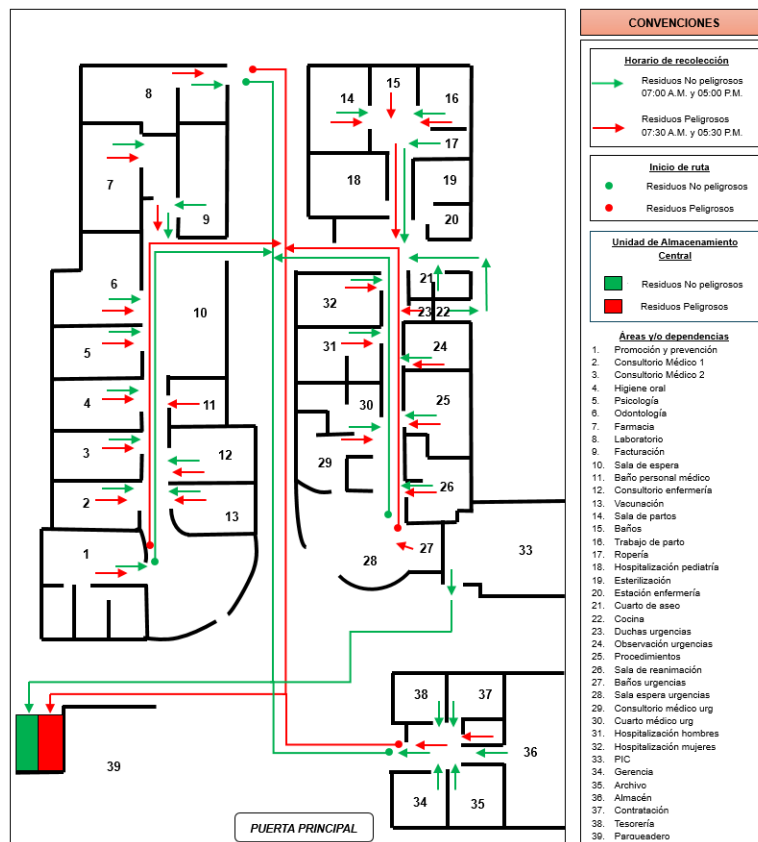 CONVENCIONES
Horario de recolección
Residuos No peligrosos
07:00 A.M. y 05:00 P.M.
Residuos Peligrosos
07:30 A.M. y 05:30 P.M.
Inicio de ruta
Residuos No peligrosos
Residuos Peligrosos
Unidad de Almacenamiento
Central
Residuos No peligrosos
Residuos Peligrosos
Áreas y/o dependencias
1. Promoción y prevención
2. Consultorio Médico 1
3. Consultorio Médico 2
4. Higiene oral
5. Psicología
6. Odontología
7. Farmacia
8. Laboratorio
9. Facturación
10. Sala de espera
11. Baño personal médico
12. Consultorio enfermería
13. Vacunación
14. Sala de partos
15. Baños
16. Trabajo de parto
17. Ropería
18. Hospitalización pediatría
19. Esterilización
20. Estación enfermería
21. Cuarto de aseo
22. Cocina
23. Duchas urgencias
24. Observación urgencias
25. Procedimientos
26. Sala de reanimación
27. Baños urgencias
28. Sala espera urgencias
29. Consultorio médico urg
30. Cuarto médico urg
31. Hospitalización hombres
32. Hospitalización mujeres
33. PIC
34. Gerencia
35. Archivo
36. Almacén
37. Contratación
38. Tesorería
39. Parqueadero
8
15
14
16
17
7
18
19
9
20
6
21
10
32
23 22
5
31
24
4
11
30
25
3
12
29
26
2
13
1
28
27
33
38
37
39
36
34
35
PUERTA PRINCIPAL